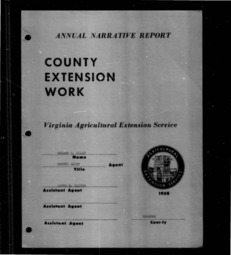 ANNUAL NARRATIVE REPORT
COUNTY
EXTENSION
WORK
Virginia Agricultural Extension Service
Name
Agent
Title
Assistant Agent
1958
Assistant Agent
Assistant Agent
County